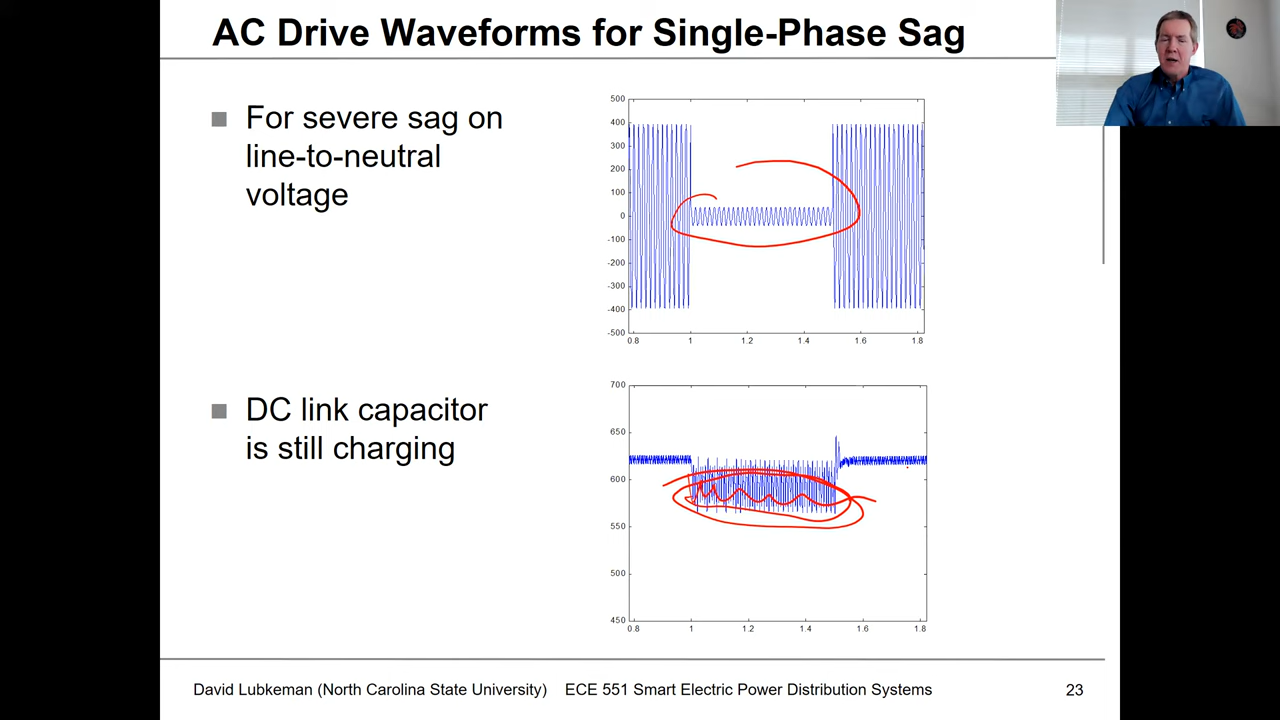 AC Drive Waveforms for Single-Phase Sag
For severe sag on
line-to-neutral
voltage
500
400
300
200
100
0
-100
-200
-300
-400
-500
0.8 1 1.2 1.4 1.6 1.8
DC link capacitor
is still charging
700
650
600
550
500
450
0.8 1 1.2 1.4 1.6 1.8
David Lubkeman (North Carolina State University) ECE 551 Smart Electric Power Distribution Systems 23